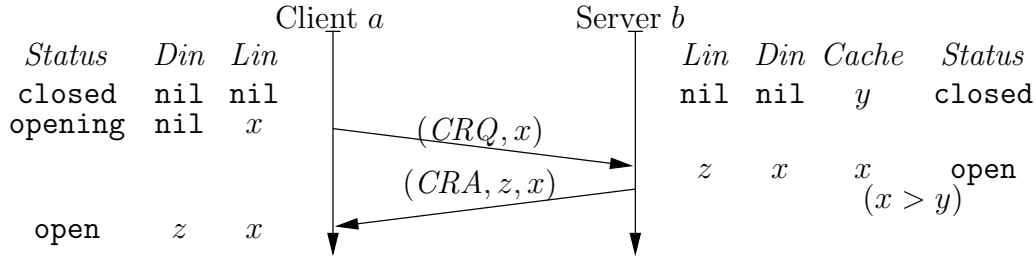 Client a Server b
Status Din Lin Lin Din Cache Status
closed nil nil nil nil y closed
opening nil x (CRQ, x)
z x x open
(CRA, z, x) (x > y)
open z x